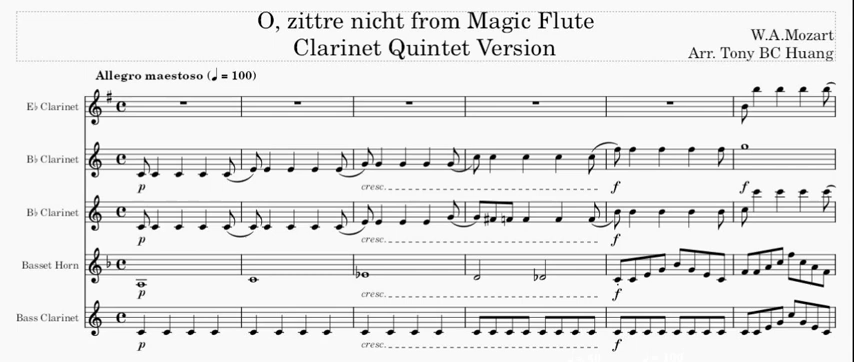 O, zittre nicht from Magic Flute
Clarinet Quintet Version
W.A.Mozart
Arr. Tony BC Huang
Allegro maestoso (♩ = 100)
E♭ Clarinet
B♭ Clarinet
p cresc. f f
B♭ Clarinet
p cresc. f
Basset Horn
p cresc. f
Bass Clarinet
p cresc. f